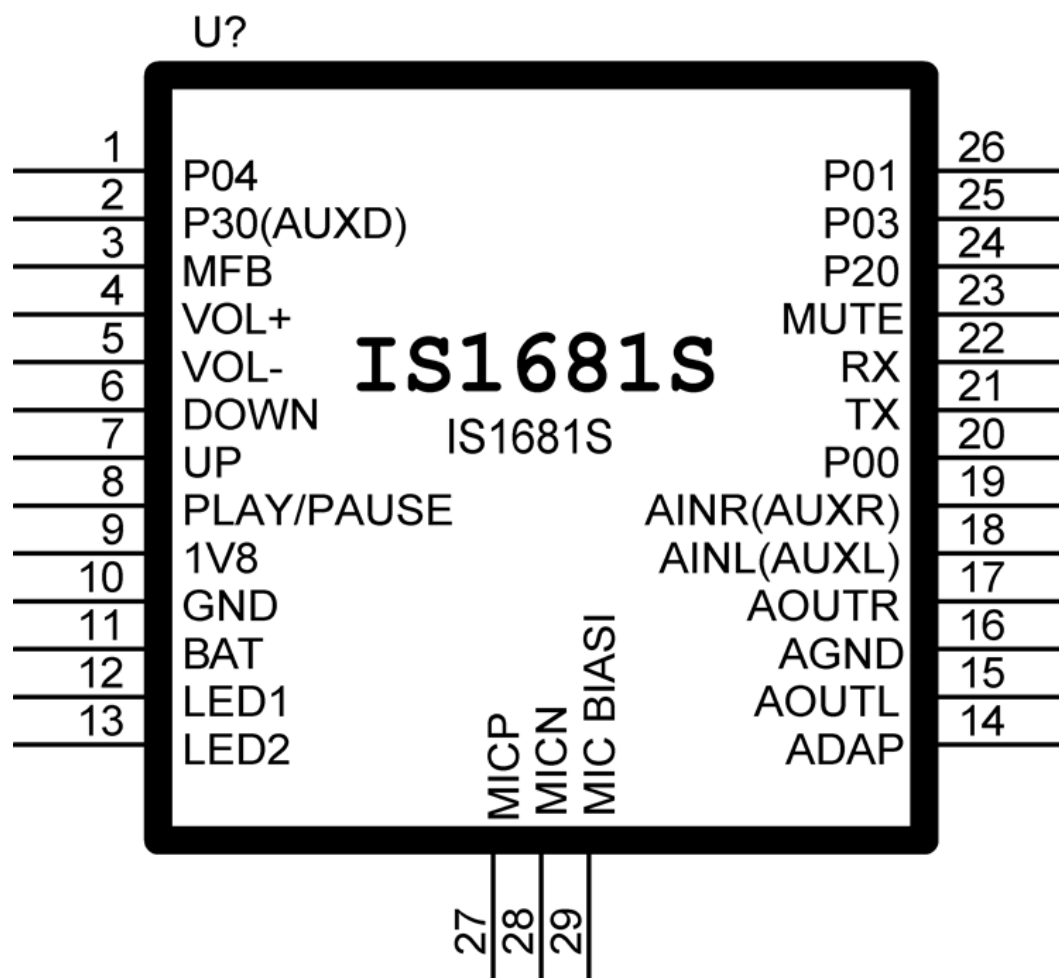 U?
1
P04
2
P30(AUXD)
3
MFB
4
VOL+
5
VOL-
6
DOWN
7
UP
8
PLAY/PAUSE
9
1V8
10
GND
11
BAT
12
LED1
13
LED2
IS1681S
IS1681S
26
P01
25
P03
24
P20
23
MUTE
22
RX
21
TX
20
P00
19
AINR(AUXR)
18
AINL(AUXL)
17
AOUTR
16
AGND
15
AOUTL
14
ADAP
MICP
MICN
MIC BIASI
27
28
29